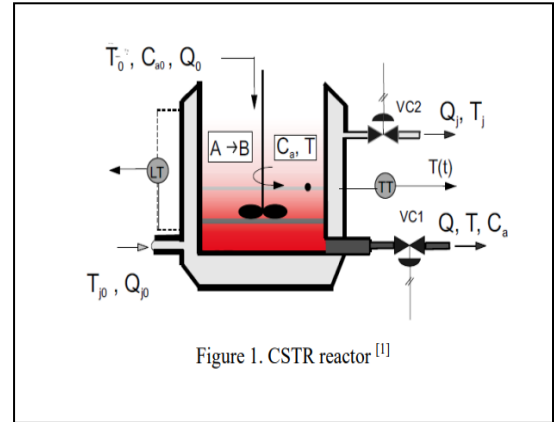 T0, Ca0, Q0
VC2
Qj, Tj
A→B
Ca, T
LT
TT
T(t)
VC1
Q, T, Ca
Tj0 , Qj0
Figure 1. CSTR reactor [1]